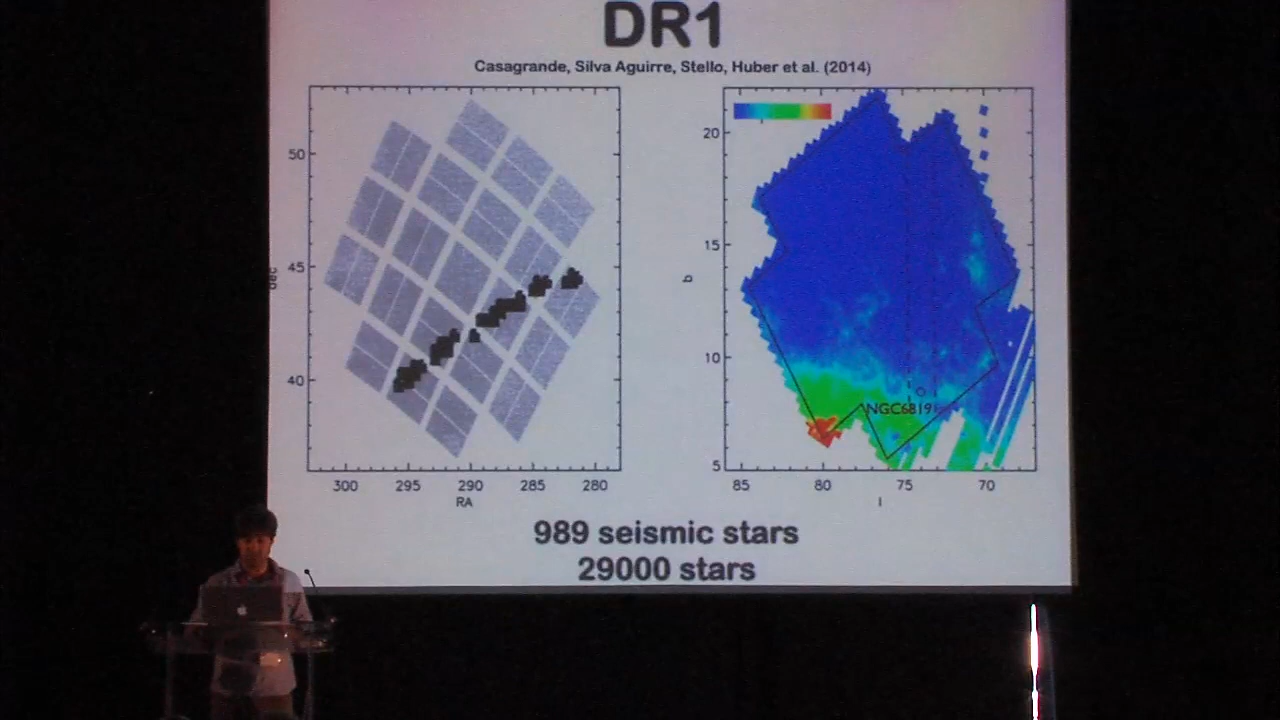 DR1
Casagrande, Silva Aguirre, Stello, Huber et al. (2014)
50
45
40
dec
300
295
290
285
280
RA
20
15
10
5
b
NGC6819
85
80
75
70
l
989 seismic stars
29000 stars